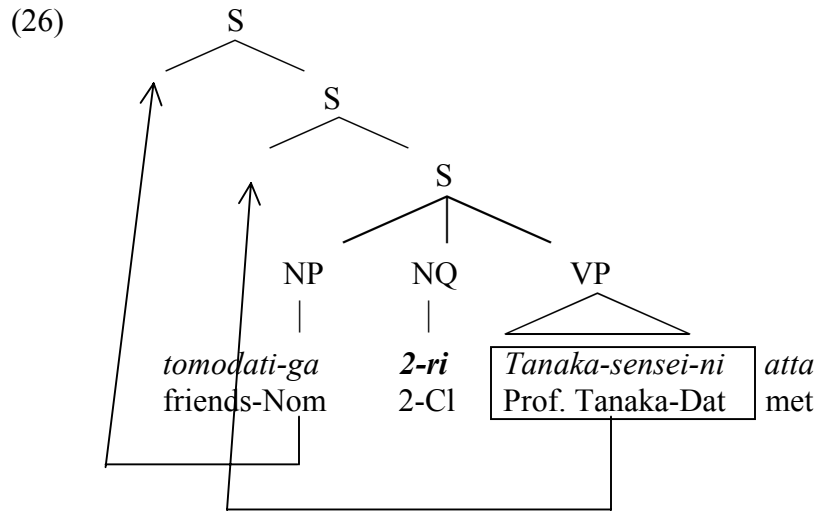 (26) S
S
S
NP NQ VP
tomodati-ga 2-ri Tanaka-sensei-ni atta
friends-Nom 2-Cl Prof. Tanaka-Dat met